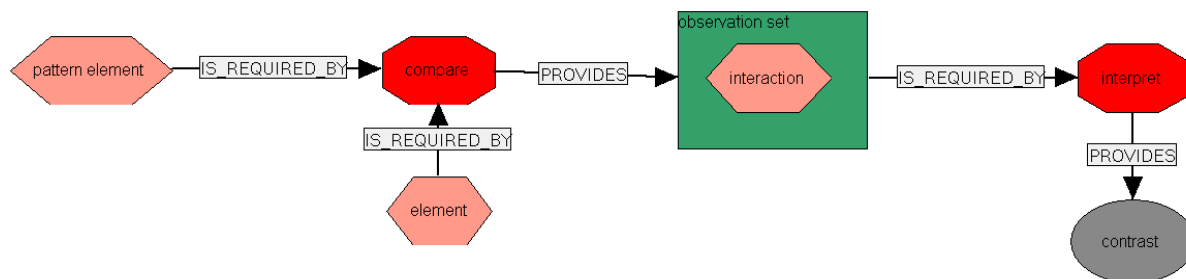 observation set
pattern element
IS_REQUIRED_BY
compare
PROVIDES
interaction
IS_REQUIRED_BY
interpret
IS_REQUIRED_BY
PROVIDES
element
contrast